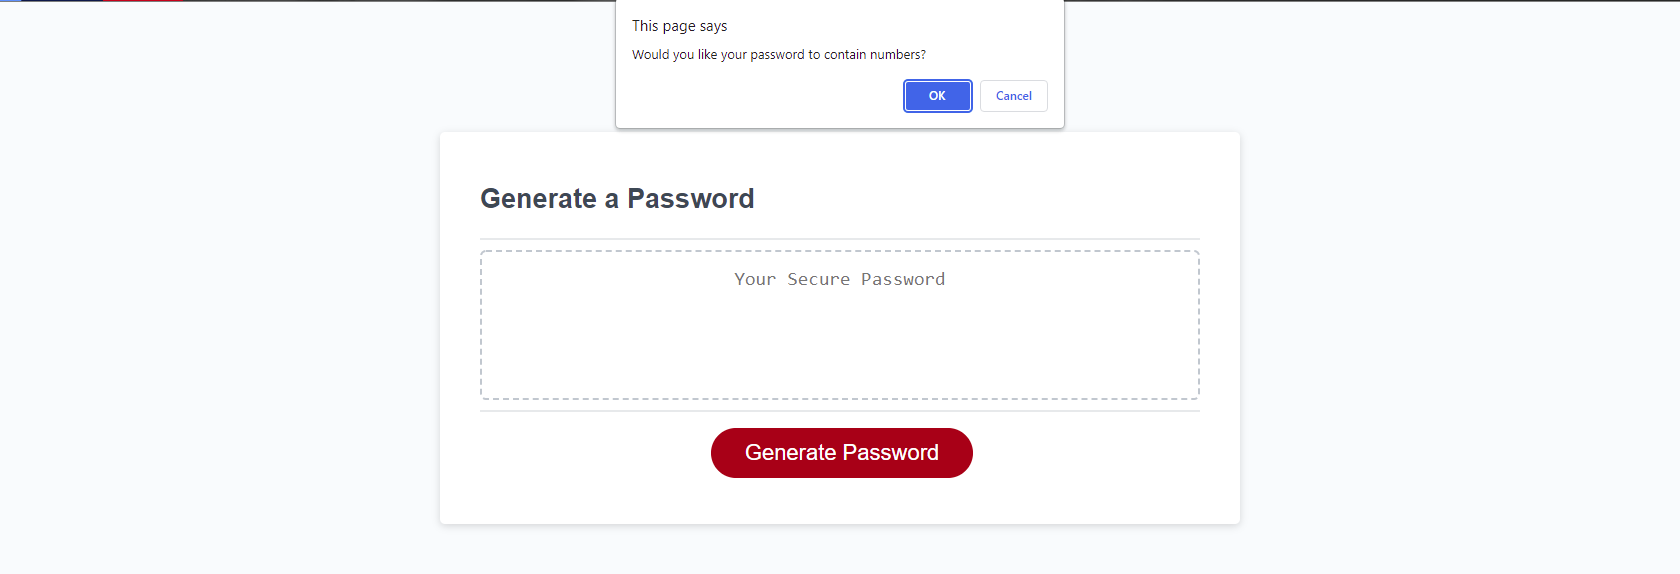 This page says
Would you like your password to contain numbers?
OK Cancel
Generate a Password
Your Secure Password
Generate Password